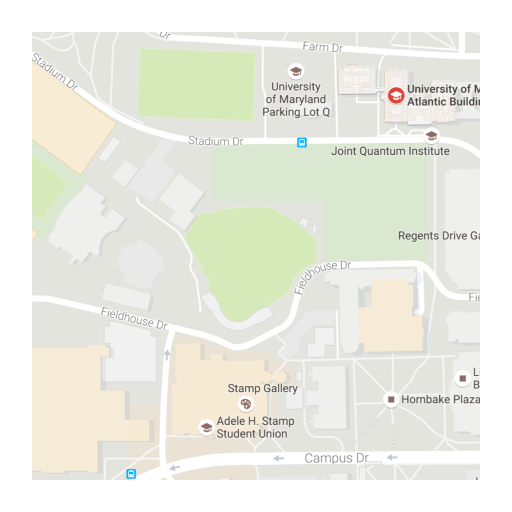 Dr
Farm Dr
Stadium Dr
University
of Maryland
Parking Lot Q
University of M
Atlantic Buildin
Stadium Dr
Joint Quantum Institute
Regents Drive Ga
Fieldhouse Dr
Fieldhouse Dr
Fie
L
B
Stamp Gallery
Hornbake Plaza
Adele H. Stamp
Student Union
Campus Dr